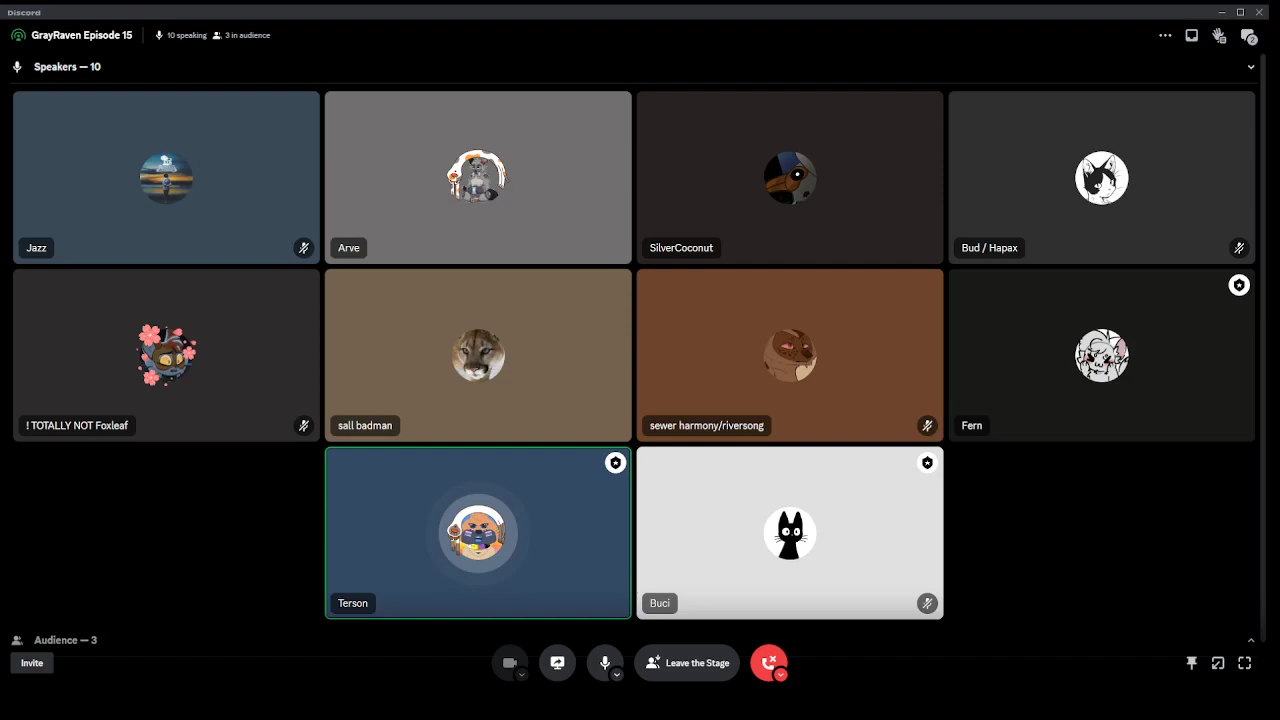 Discord
GrayRaven Episode 15
10 speaking
3 in audience
2
Speakers — 10
Jazz
Arve
SilverCoconut
Bud / Hapax
! TOTALLY NOT Foxleaf
sall badman
sewer harmony/riversong
Fern
Terson
Buci
Audience — 3
Invite
Leave the Stage